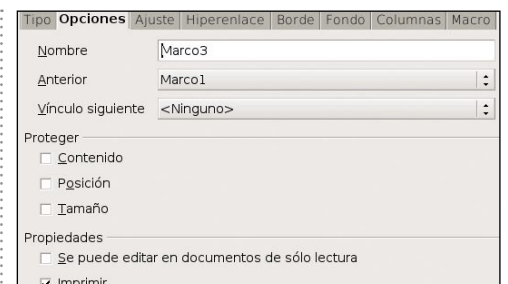 Tipo Opciones Ajuste Hiperenlace Borde Fondo Columnas Macro
Nombre Marco3
Anterior Marco1
Vínculo siguiente <Ninguno>
Proteger
Contenido
Posición
Tamaño
Propiedades
Se puede editar en documentos de sólo lectura
Imprimir